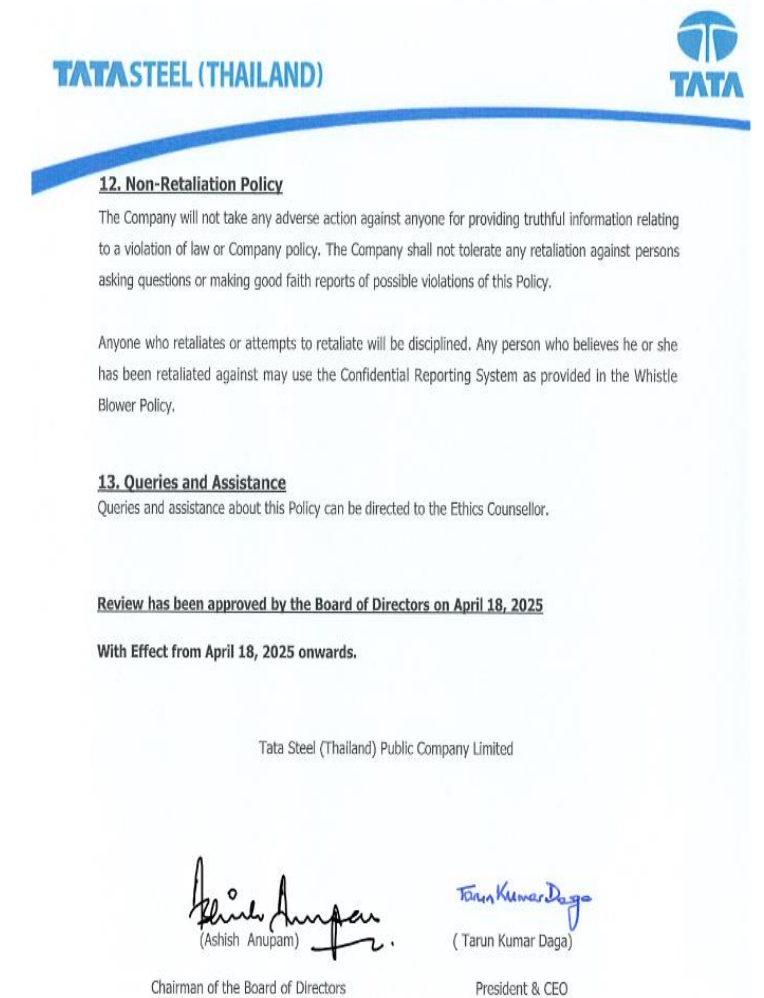 TATA STEEL (THAILAND)
TATA
12. Non-Retaliation Policy
The Company will not take any adverse action against anyone for providing truthful information relating
to a violation of law or Company policy. The Company shall not tolerate any retaliation against persons
asking questions or making good faith reports of possible violations of this Policy.
Anyone who retaliates or attempts to retaliate will be disciplined. Any person who believes he or she
has been retaliated against may use the Confidential Reporting System as provided in the Whistle
Blower Policy.
13. Queries and Assistance
Queries and assistance about this Policy can be directed to the Ethics Counsellor.
Review has been approved by the Board of Directors on April 18, 2025
With Effect from April 18, 2025 onwards.
Tata Steel (Thailand) Public Company Limited
Ashish Anupam
Tarun Kumar Daga
(Ashish Anupam)
( Tarun Kumar Daga)
Chairman of the Board of Directors
President & CEO